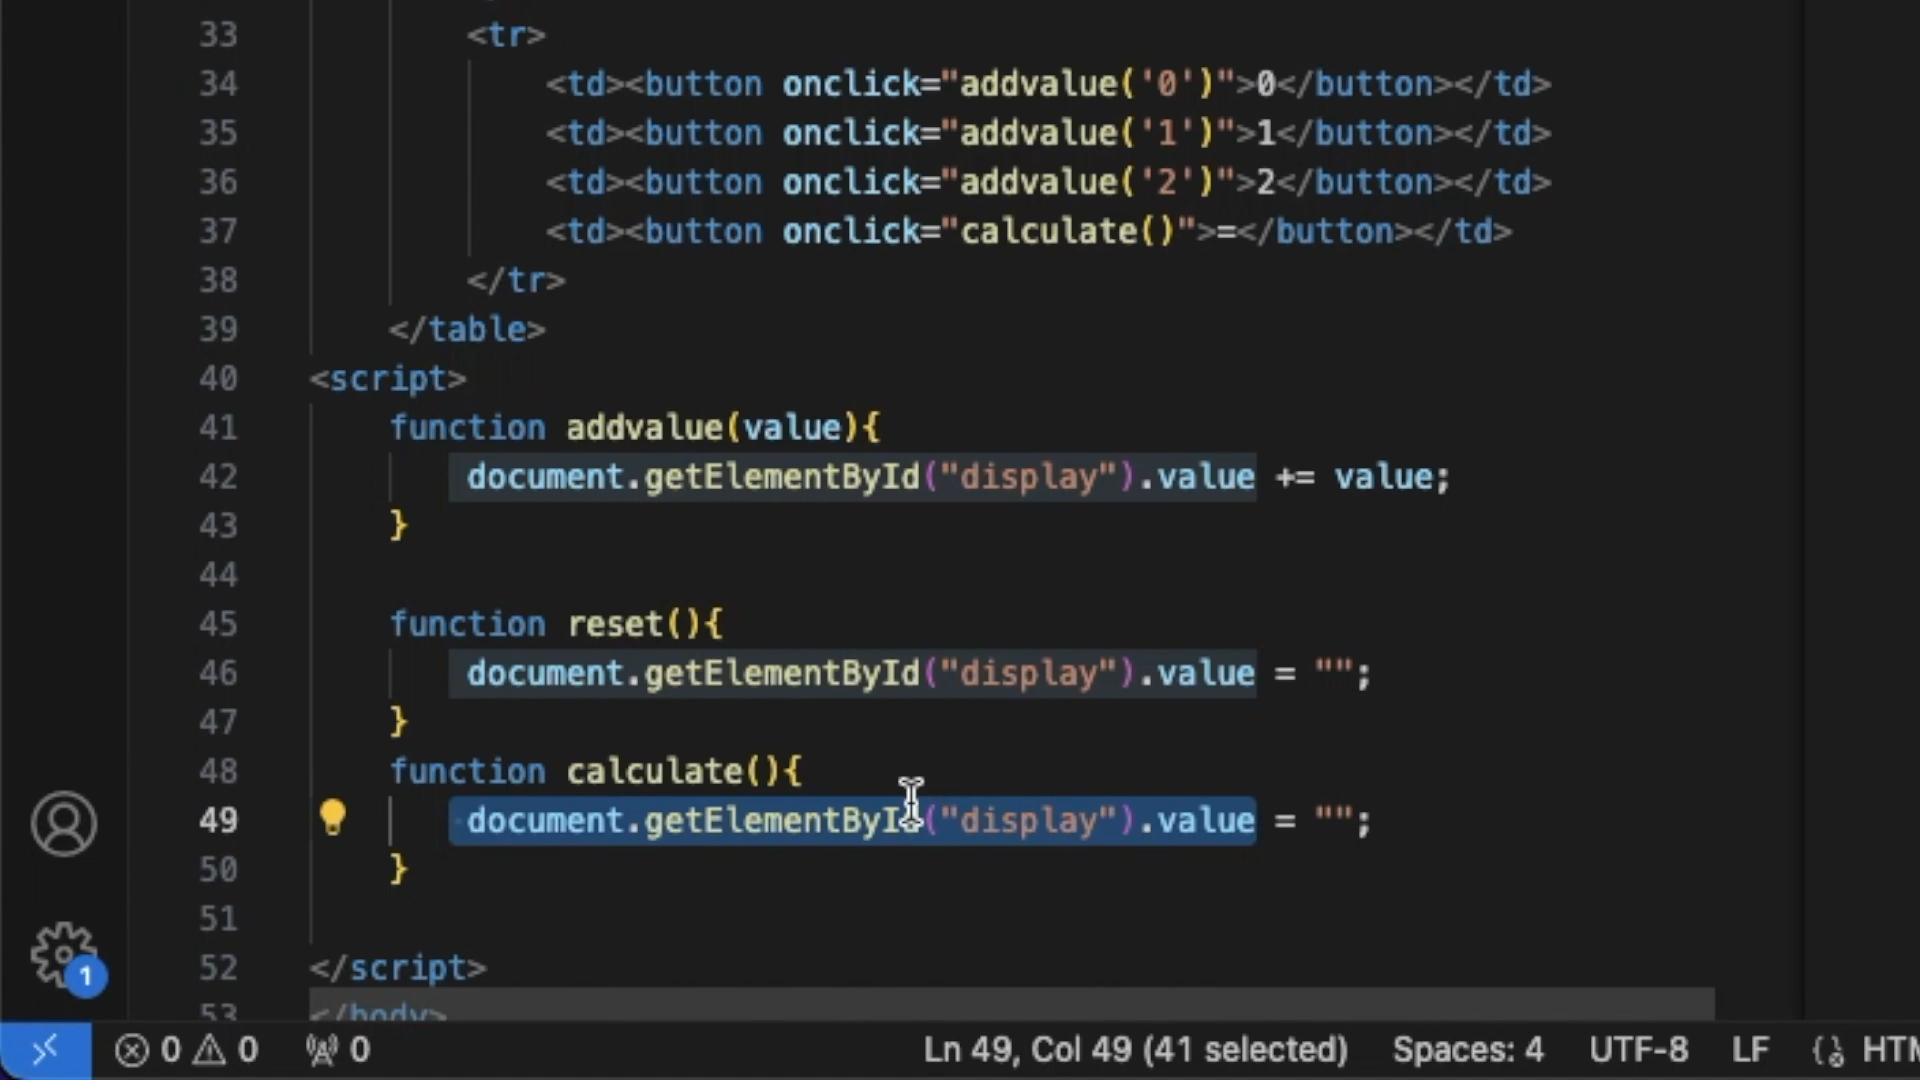 33 <tr>
34 <td><button onclick="addvalue('0')">0</button></td>
35 <td><button onclick="addvalue('1')">1</button></td>
36 <td><button onclick="addvalue('2')">2</button></td>
37 <td><button onclick="calculate()">=</button></td>
38 </tr>
39 </table>
40 <script>
41 function addvalue(value){
42 document.getElementById("display").value += value;
43 }
44
45 function reset(){
46 document.getElementById("display").value = "";
47 }
48 function calculate(){
49 document.getElementById("display").value = "";
50 }
51
52 </script>
53 </body>
1
0 0 0 Ln 49, Col 49 (41 selected) Spaces: 4 UTF-8 LF